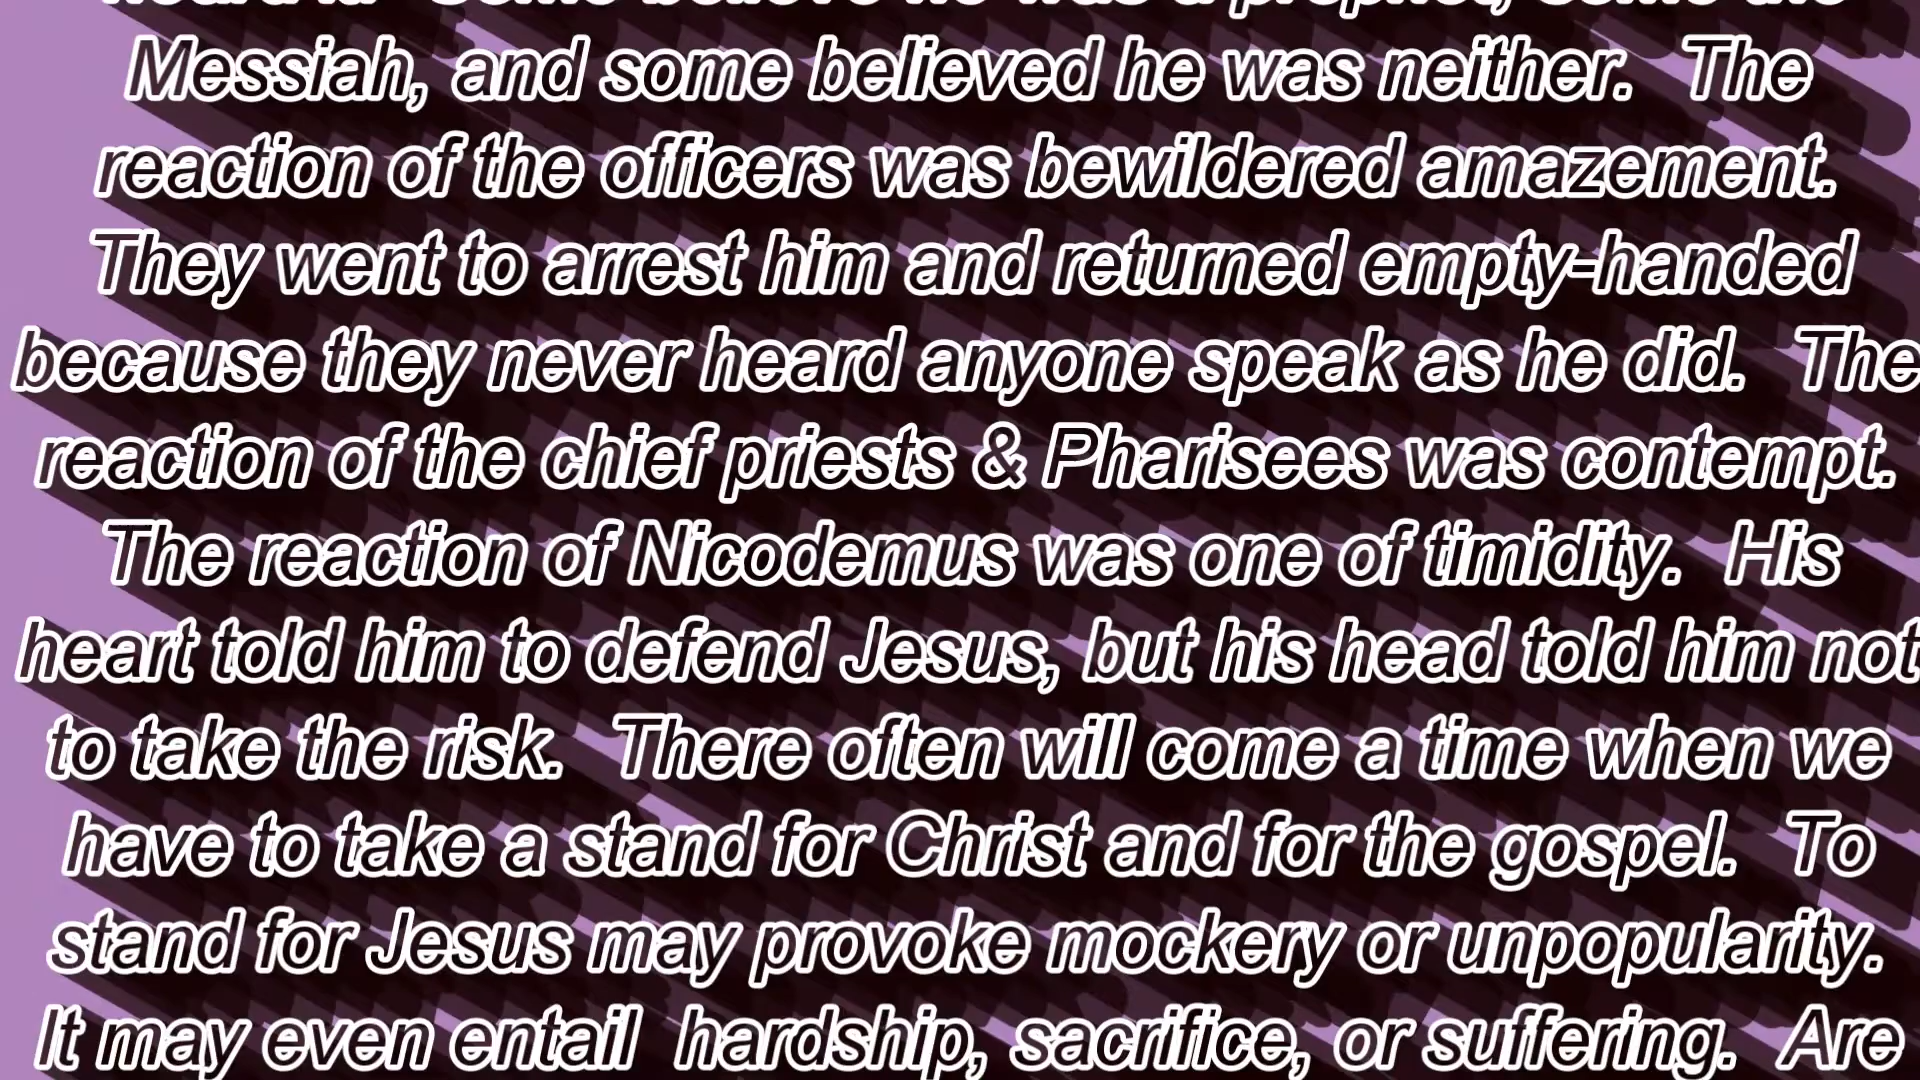 Messiah, and some believed he was neither.  The
reaction of the officers was bewildered amazement.
They went to arrest him and returned empty-handed
because they never heard anyone speak as he did.  The
reaction of the chief priests & Pharisees was contempt.
The reaction of Nicodemus was one of timidity.  His
heart told him to defend Jesus, but his head told him not
to take the risk.  There often will come a time when we
have to take a stand for Christ and for the gospel.  To
stand for Jesus may provoke mockery or unpopularity.
It may even entail  hardship, sacrifice, or suffering.  Are